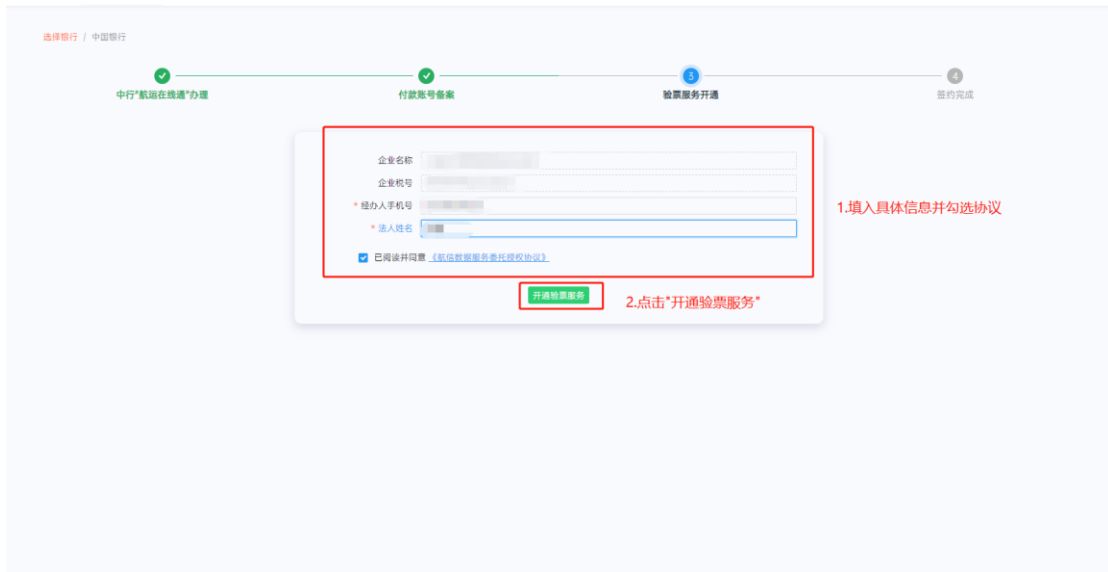 选择银行 / 中国银行
3
4
中行"航运在线通"办理
付款账号备案
验票服务开通
签约完成
企业名称
企业税号
* 经办人手机号
1.填入具体信息并勾选协议
* 法人姓名
已阅读并同意《航信数据服务委托授权协议》
开通验票服务
2.点击"开通验票服务"